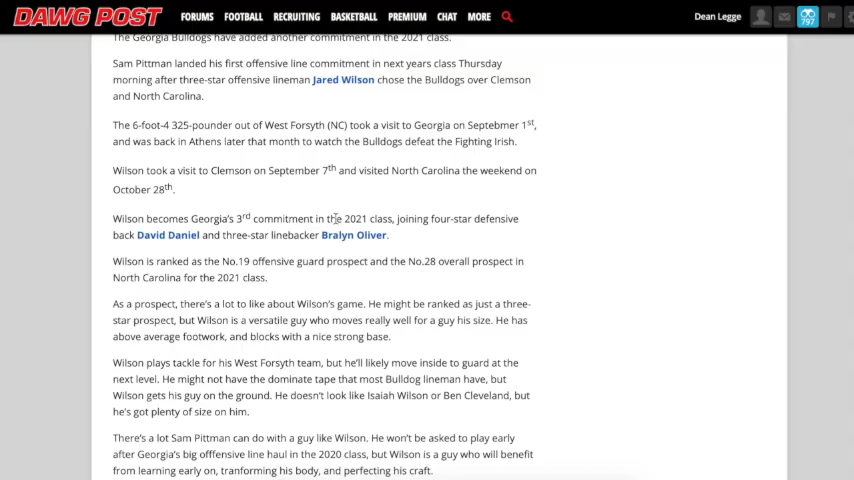 DAWG POST FORUMS FOOTBALL RECRUITING BASKETBALL PREMIUM CHAT MORE Dean Legge 797
The Georgia Bulldogs have added another commitment in the 2021 class.
Sam Pittman landed his first offensive line commitment in next years class Thursday
morning after three-star offensive lineman Jared Wilson chose the Bulldogs over Clemson
and North Carolina.
The 6-foot-4 325-pounder out of West Forsyth (NC) took a visit to Georgia on Septebmer 1st,
and was back in Athens later that month to watch the Bulldogs defeat the Fighting Irish.
Wilson took a visit to Clemson on September 7th and visited North Carolina the weekend on
October 28th.
Wilson becomes Georgia's 3rd commitment in the 2021 class, joining four-star defensive
back David Daniel and three-star linebacker Bralyn Oliver.
Wilson is ranked as the No.19 offensive guard prospect and the No.28 overall prospect in
North Carolina for the 2021 class.
As a prospect, there's a lot to like about Wilson's game. He might be ranked as just a three-
star prospect, but Wilson is a versatile guy who moves really well for a guy his size. He has
above average footwork, and blocks with a nice strong base.
Wilson plays tackle for his West Forsyth team, but he'll likely move inside to guard at the
next level. He might not have the dominate tape that most Bulldog lineman have, but
Wilson gets his guy on the ground. He doesn't look like Isaiah Wilson or Ben Cleveland, but
he's got plenty of size on him.
There's a lot Sam Pittman can do with a guy like Wilson. He won't be asked to play early
after Georgia's big offfensive line haul in the 2020 class, but Wilson is a guy who will benefit
from learning early on, tranforming his body, and perfecting his craft.